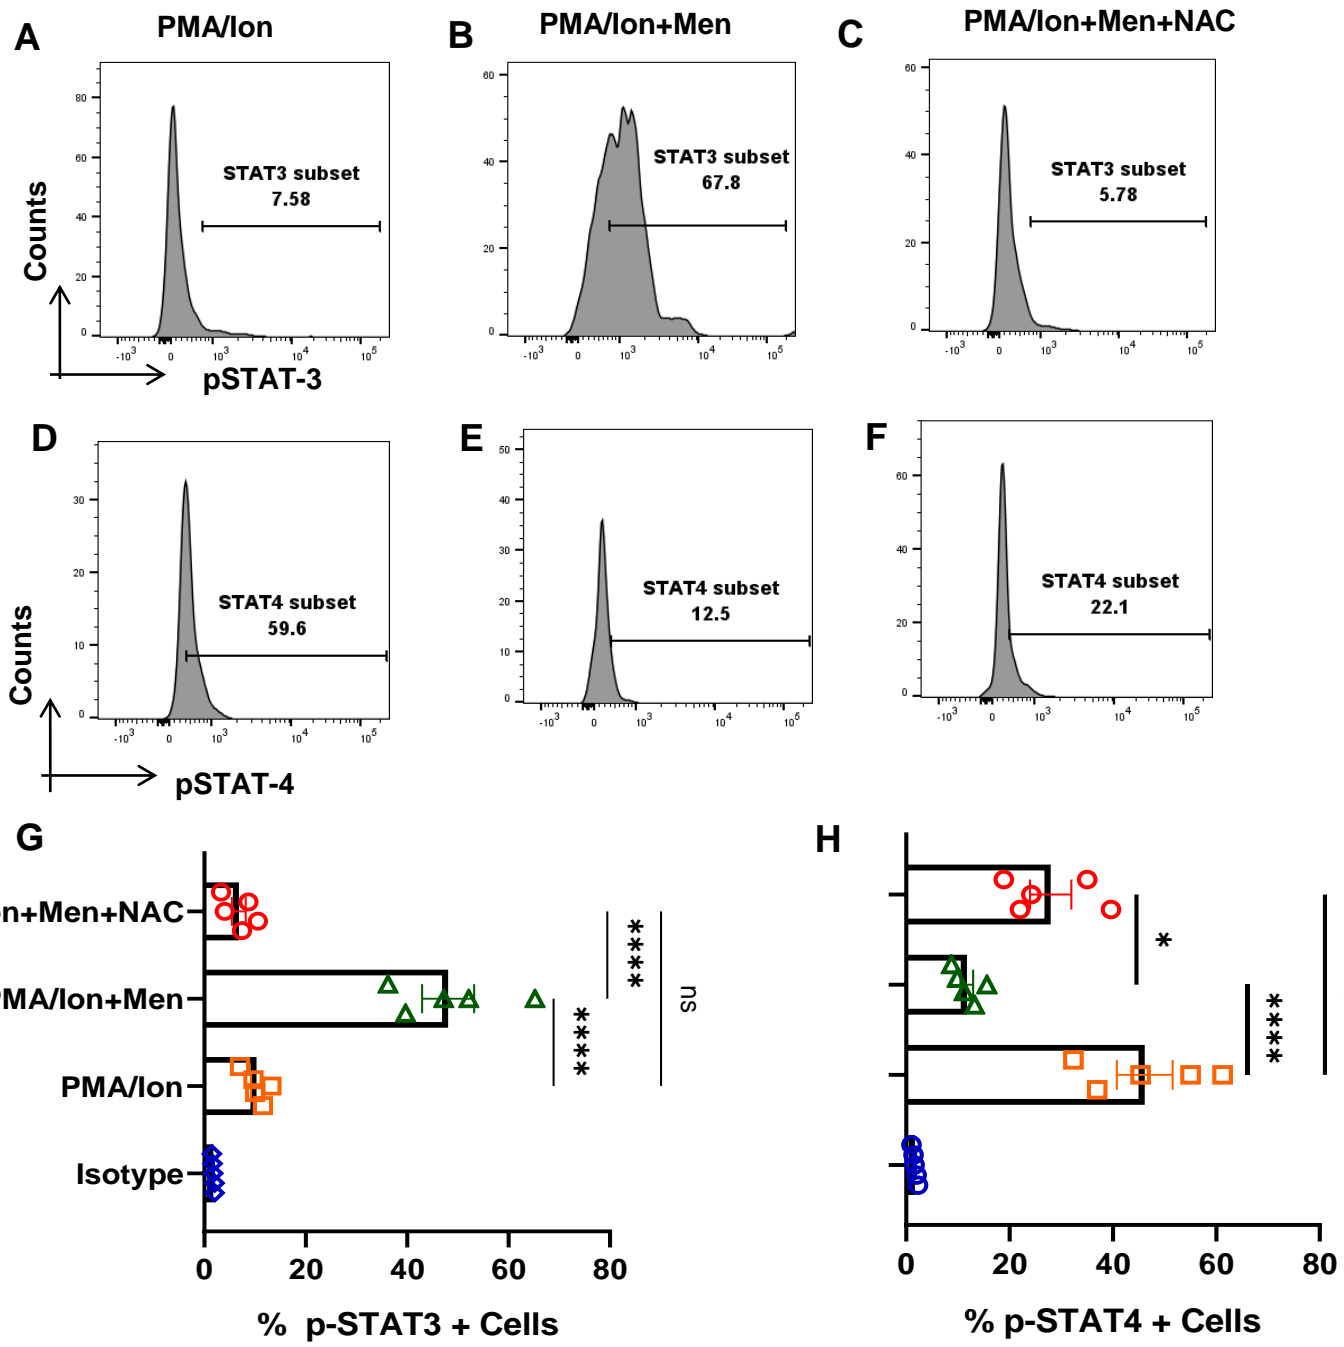 A PMA/Ion
B PMA/Ion+Men
C PMA/Ion+Men+NAC
80
60
40
20
0
STAT3 subset
7.58
-10³ 0 10³ 10⁴ 10⁵
Counts
pSTAT-3
60
40
20
0
STAT3 subset
67.8
-10³ 0 10³ 10⁴ 10⁵
60
40
20
0
STAT3 subset
5.78
-10³ 0 10³ 10⁴ 10⁵
D
30
20
10
0
STAT4 subset
59.6
-10³ 0 10³ 10⁴ 10⁵
Counts
pSTAT-4
E
50
40
30
20
10
0
STAT4 subset
12.5
-10³ 0 10³ 10⁴ 10⁵
F
60
40
20
0
STAT4 subset
22.1
-10³ 0 10³ 10⁴ 10⁵
G
n+Men+NAC
PMA/Ion+Men
PMA/Ion
Isotype
****
****
ns
0 20 40 60 80
% p-STAT3 + Cells
H
*
****
0 20 40 60 80
% p-STAT4 + Cells